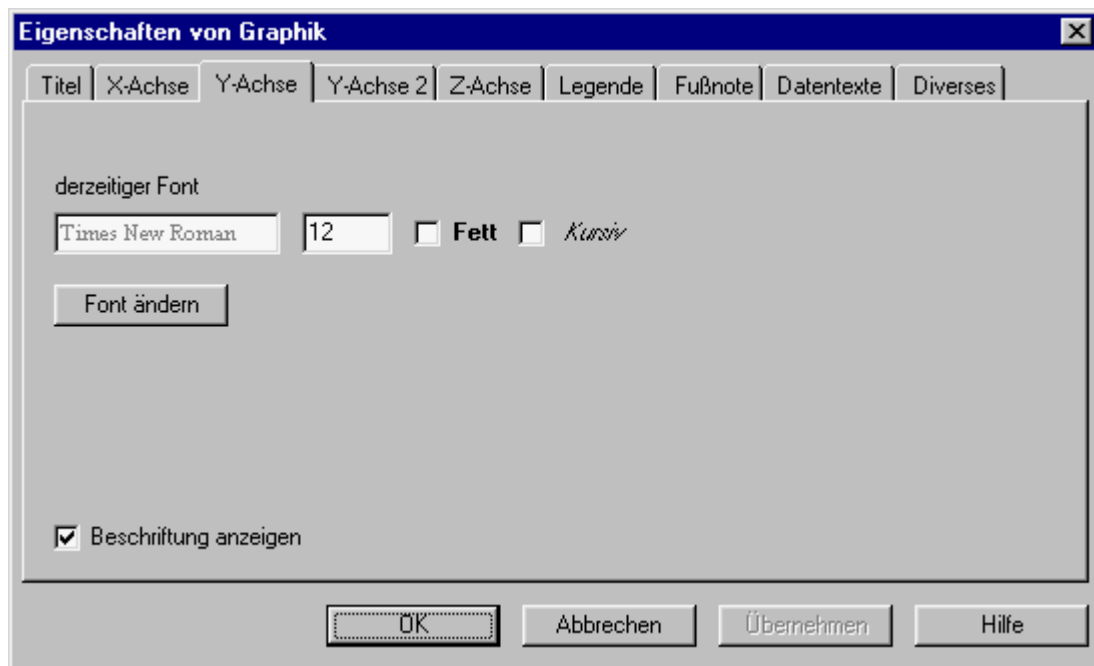 Eigenschaften von Graphik
Titel X-Achse Y-Achse Y-Achse 2 Z-Achse Legende Fußnote Datentexte Diverses
derzeitiger Font
Times New Roman 12 Fett Kursiv
Font ändern
Beschriftung anzeigen
OK Abbrechen Übernehmen Hilfe